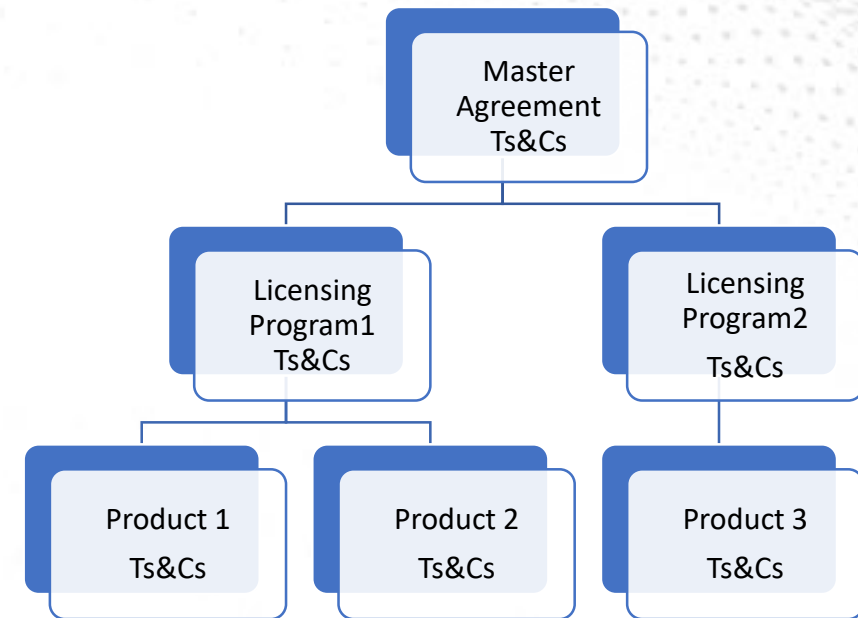 Master
Agreement
Ts&Cs
Licensing
Program1
Ts&Cs
Licensing
Program2
Ts&Cs
Product 1
Ts&Cs
Product 2
Ts&Cs
Product 3
Ts&Cs